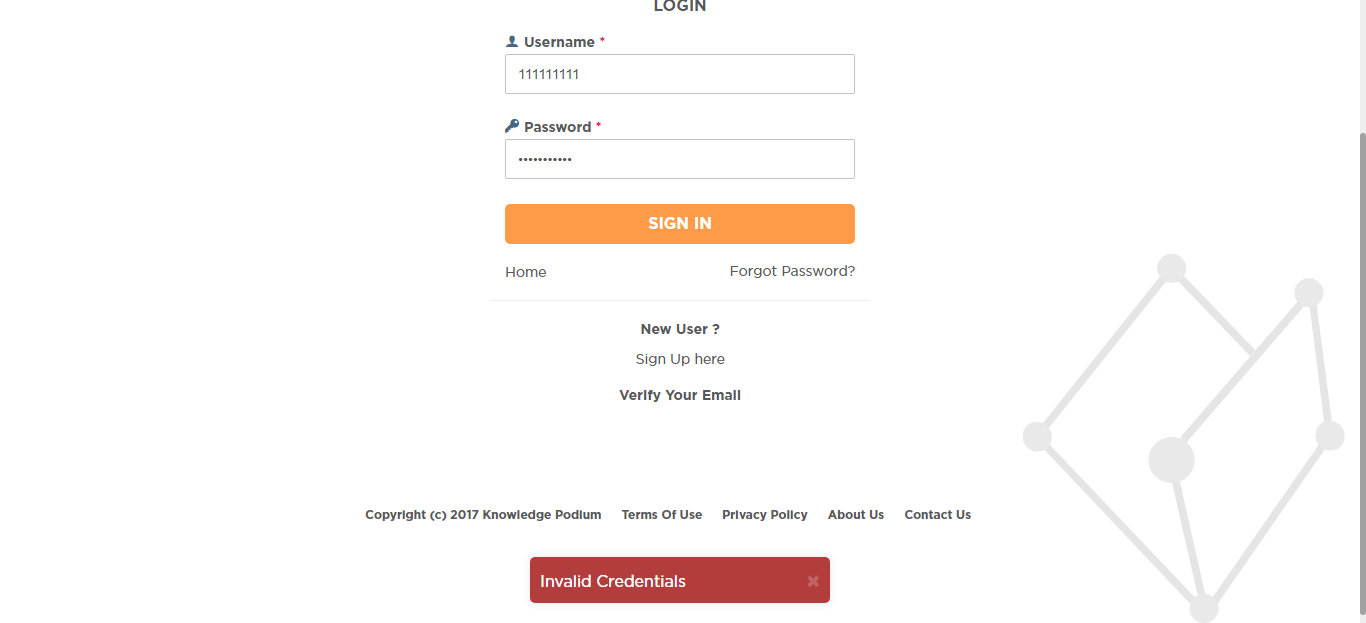 LOGIN
Username *
111111111
Password *
•••••••••••
SIGN IN
Home Forgot Password?
New User ?
Sign Up here
Verify Your Email
Copyright (c) 2017 Knowledge Podium Terms Of Use Privacy Policy About Us Contact Us
Invalid Credentials ×